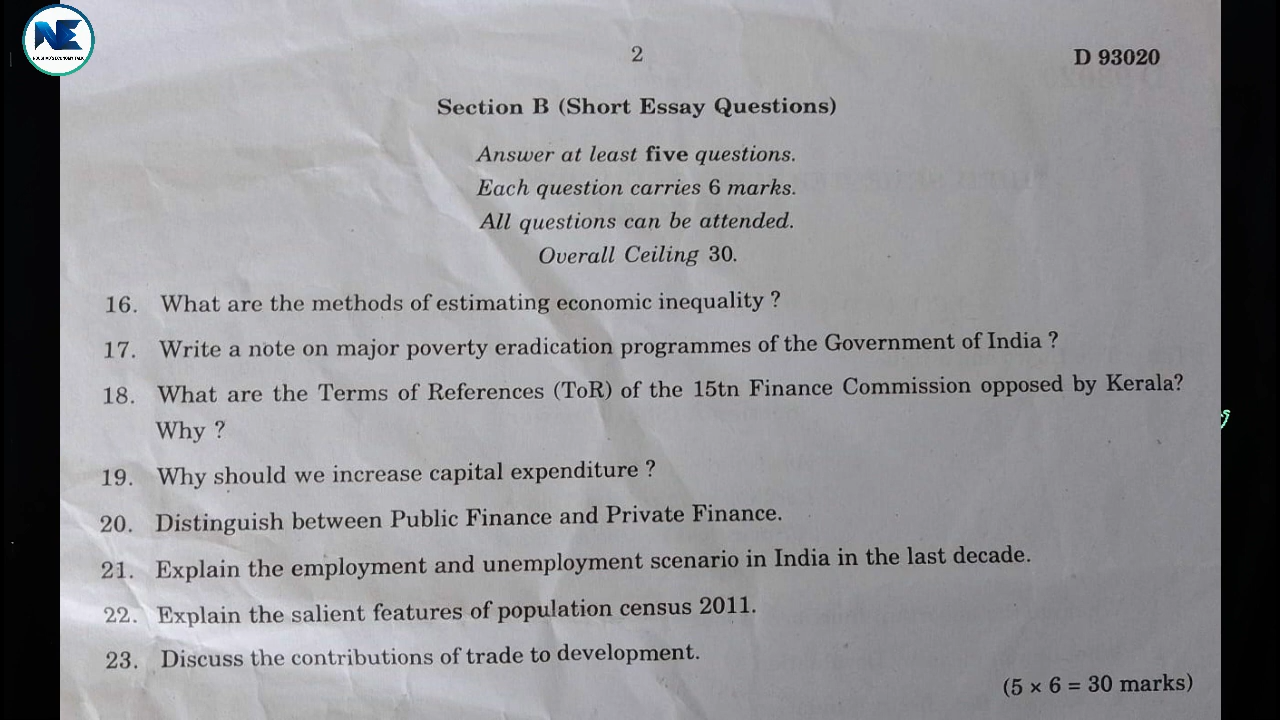 NE
2
D 93020
Section B (Short Essay Questions)
Answer at least five questions.
Each question carries 6 marks.
All questions can be attended.
Overall Ceiling 30.
16. What are the methods of estimating economic inequality ?
17. Write a note on major poverty eradication programmes of the Government of India ?
18. What are the Terms of References (ToR) of the 15tn Finance Commission opposed by Kerala?
Why ?
19. Why should we increase capital expenditure ?
20. Distinguish between Public Finance and Private Finance.
21. Explain the employment and unemployment scenario in India in the last decade.
22. Explain the salient features of population census 2011.
23. Discuss the contributions of trade to development.
(5 × 6 = 30 marks)